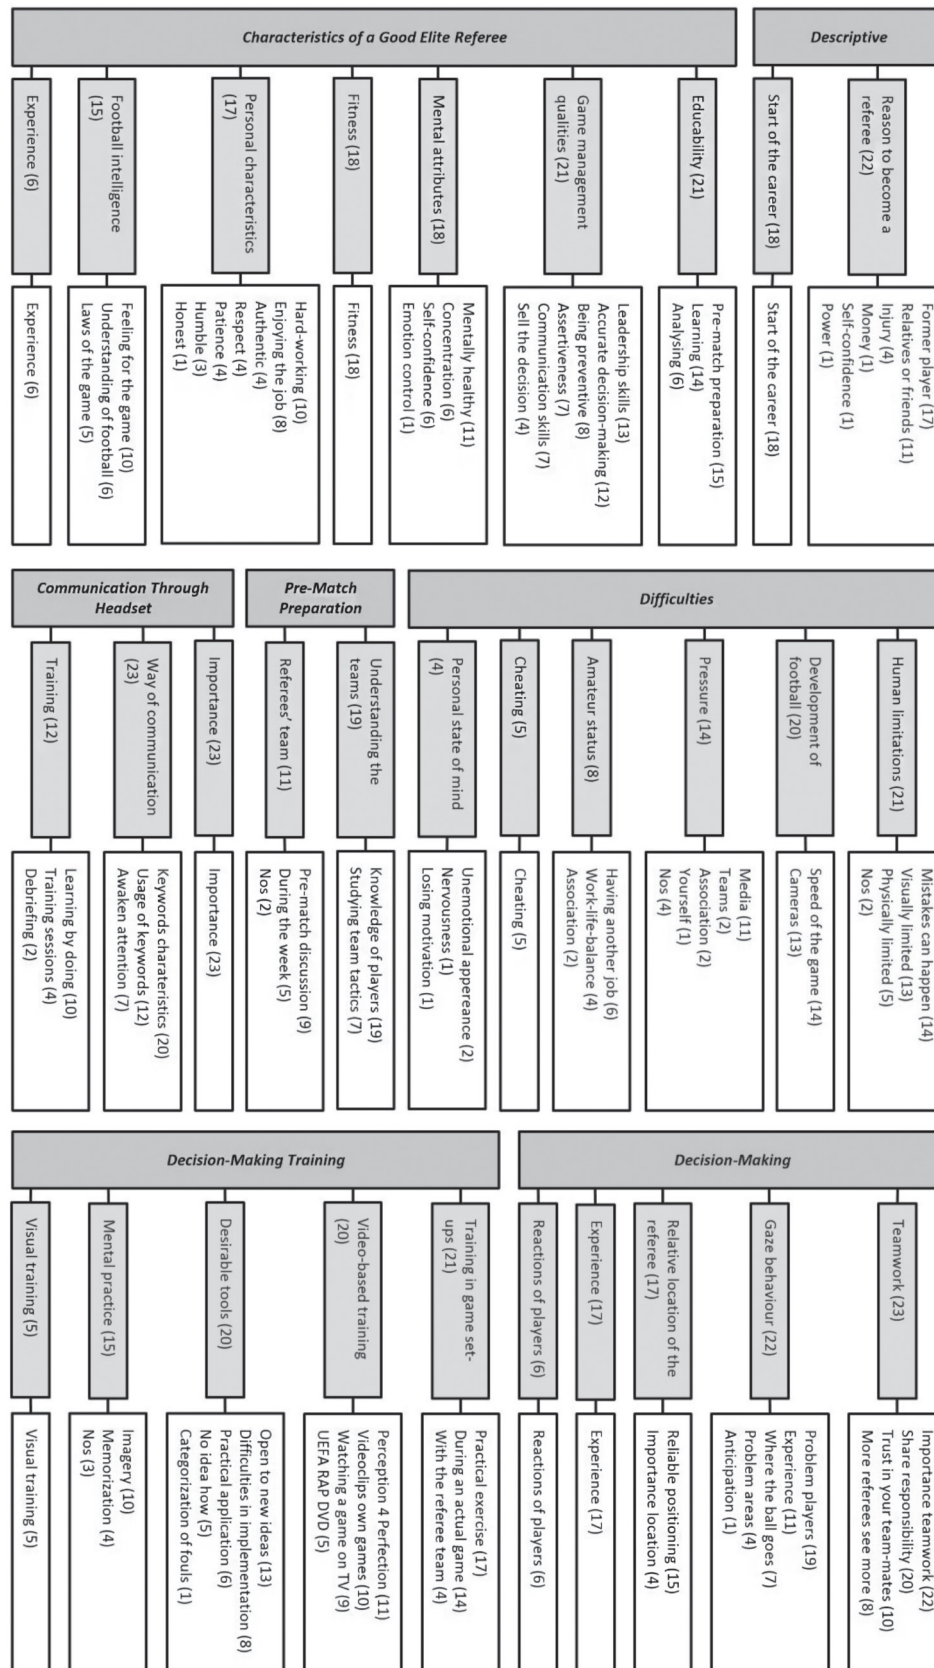 Descriptive
Reason to become a
referee (22)
Former player (17)
Relatives or friends (11)
Injury (4)
Money (1)
Self-confidence (1)
Power (1)
Start of the career (18)
Start of the career (18)
Characteristics of a Good Elite Referee
Educability (21)
Pre-match preparation (15)
Learning (14)
Analysing (6)
Game management
qualities (21)
Leadership skills (13)
Accurate decision-making (12)
Being preventive (8)
Assertiveness (7)
Communication skills (7)
Sell the decision (4)
Mental attributes (18)
Mentally healthy (11)
Concentration (6)
Self-confidence (6)
Emotion control (1)
Fitness (18)
Fitness (18)
Personal characteristics
(17)
Hard-working (10)
Enjoying the job (8)
Authentic (4)
Respect (4)
Patience (4)
Humble (3)
Honest (1)
Football intelligence
(15)
Feeling for the game (10)
Understanding of football (6)
Laws of the game (5)
Experience (6)
Experience (6)
Difficulties
Human limitations (21)
Mistakes can happen (14)
Visually limited (13)
Physically limited (5)
Nos (2)
Development of
football (20)
Speed of the game (14)
Cameras (13)
Pressure (14)
Media (11)
Teams (2)
Association (2)
Yourself (1)
Nos (4)
Amateur status (8)
Having another job (6)
Work-life-balance (4)
Association (2)
Cheating (5)
Cheating (5)
Personal state of mind
(4)
Unemotional appereance (2)
Nervousness (1)
Losing motivation (1)
Pre-Match
Preparation
Understanding the
teams (19)
Knowledge of players (19)
Studying team tactics (7)
Referees' team (11)
Pre-match discussion (9)
During the week (5)
Nos (2)
Communication Through
Headset
Importance (23)
Importance (23)
Way of communication
(23)
Keywords charateristics (20)
Usage of keywords (12)
Awaken attention (7)
Training (12)
Learning by doing (10)
Training sessions (4)
Debriefing (2)
Decision-Making
Teamwork (23)
Importance teamwork (22)
Share responsibility (20)
Trust in your team-mates (10)
More referees see more (8)
Gaze behaviour (22)
Problem players (19)
Experience (11)
Where the ball goes (7)
Problem areas (4)
Anticipation (1)
Relative location of the
referee (17)
Reliable positioning (15)
Importance location (4)
Experience (17)
Experience (17)
Reactions of players (6)
Reactions of players (6)
Decision-Making Training
Training in game set-
ups (21)
Practical exercise (17)
During an actual game (14)
With the referee team (4)
Video-based training
(20)
Perception 4 Perfection (11)
Videoclips own games (10)
Watching a game on TV (9)
UEFA RAP DVD (5)
Desirable tools (20)
Open to new ideas (13)
Difficulties in implementation (8)
Practical application (6)
No idea how (5)
Categorization of fouls (1)
Mental practice (15)
Imagery (10)
Memorization (4)
Nos (3)
Visual training (5)
Visual training (5)